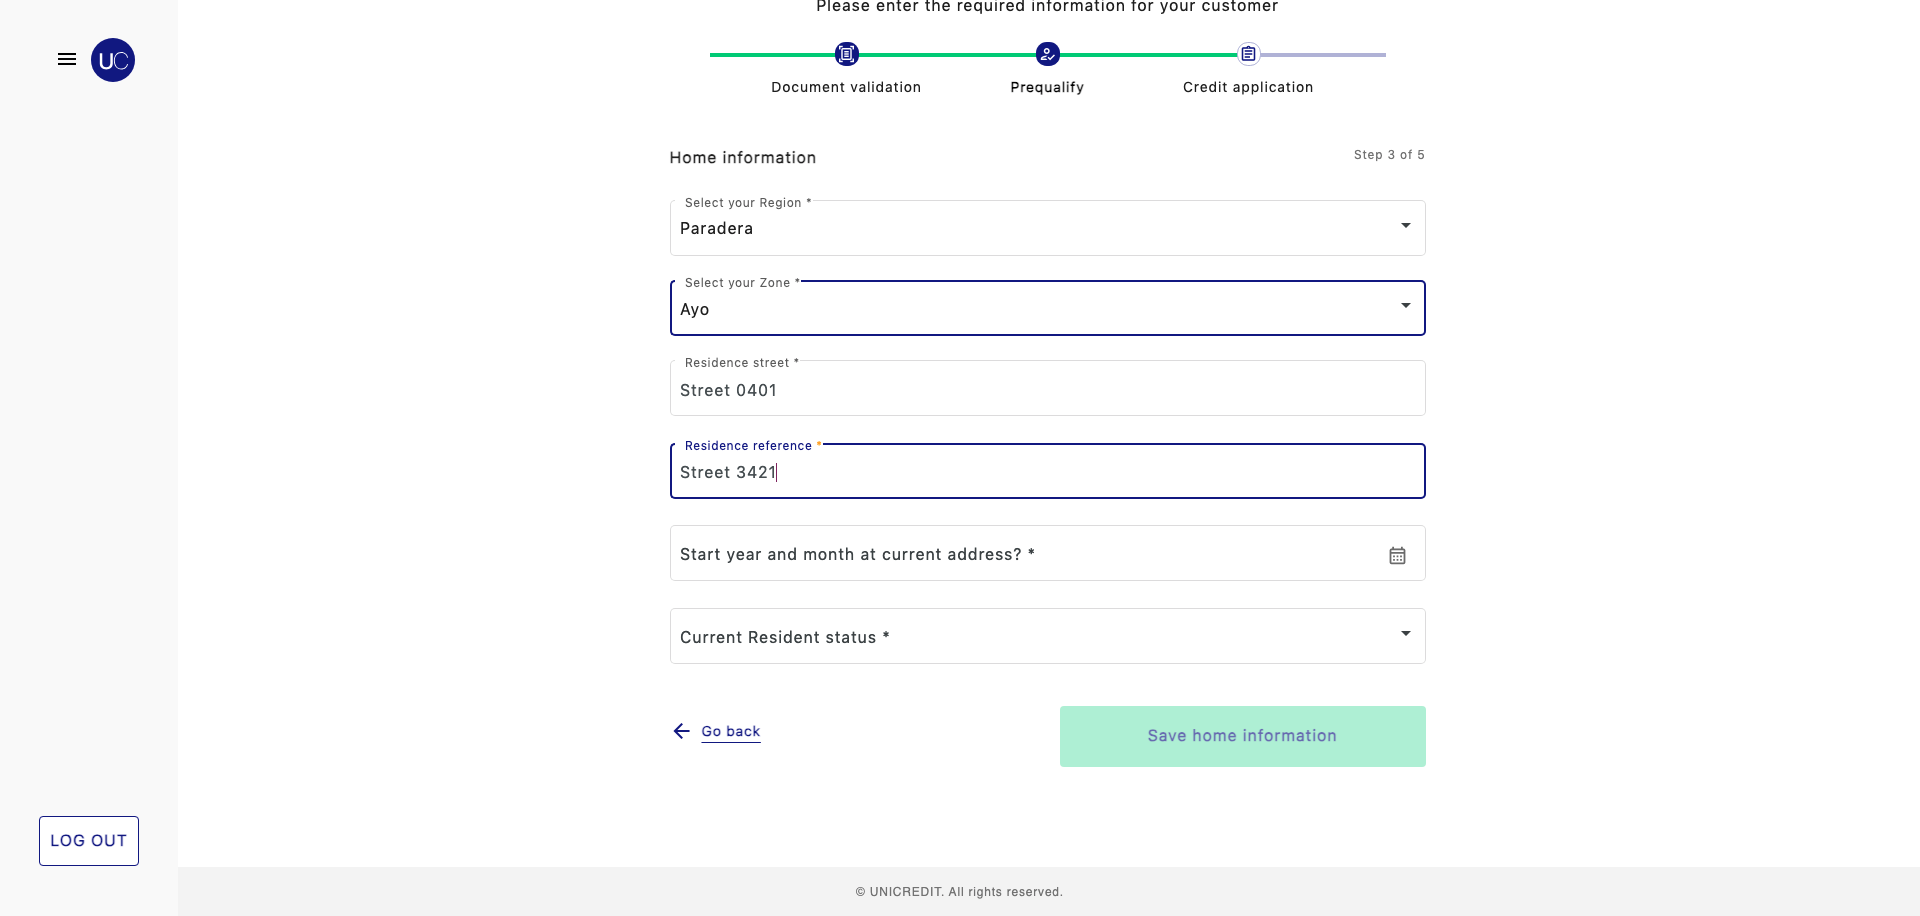 Please enter the required information for your customer
UC
Document validation
Prequalify
Credit application
Home information
Step 3 of 5
Select your Region *
Paradera
Select your Zone *
Ayo
Residence street *
Street 0401
Residence reference *
Street 3421
Start year and month at current address? *
Current Resident status *
Go back
Save home information
LOG OUT
© UNICREDIT. All rights reserved.